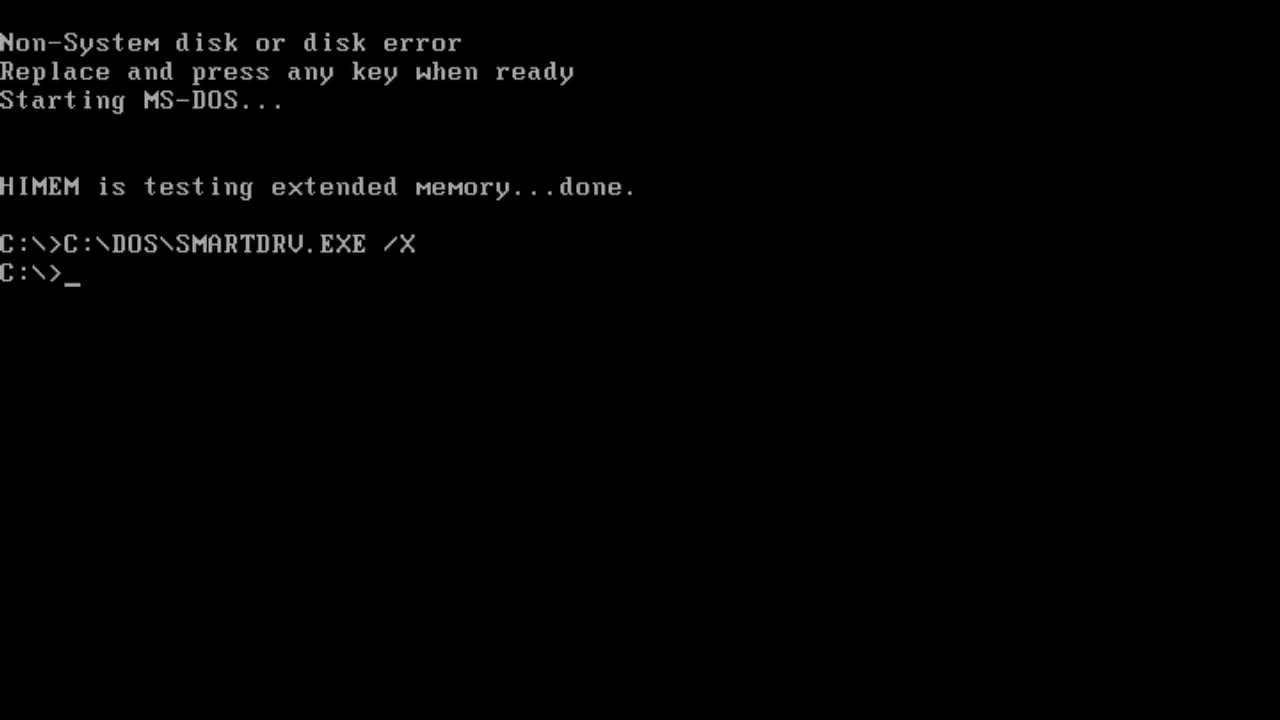 Non-System disk or disk error
Replace and press any key when ready
Starting MS-DOS...
HIMEM is testing extended memory...done.
C:\>C:\DOS\SMARTDRV.EXE /X
C:\>_